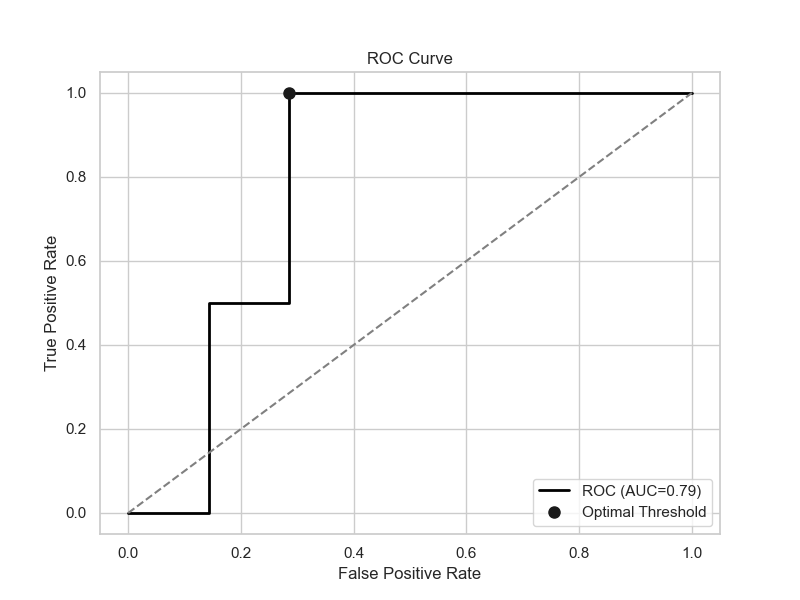 ROC Curve
1.0
0.8
0.6
0.4
0.2
0.0
True Positive Rate
0.0 0.2 0.4 0.6 0.8 1.0
False Positive Rate
ROC (AUC=0.79)
Optimal Threshold